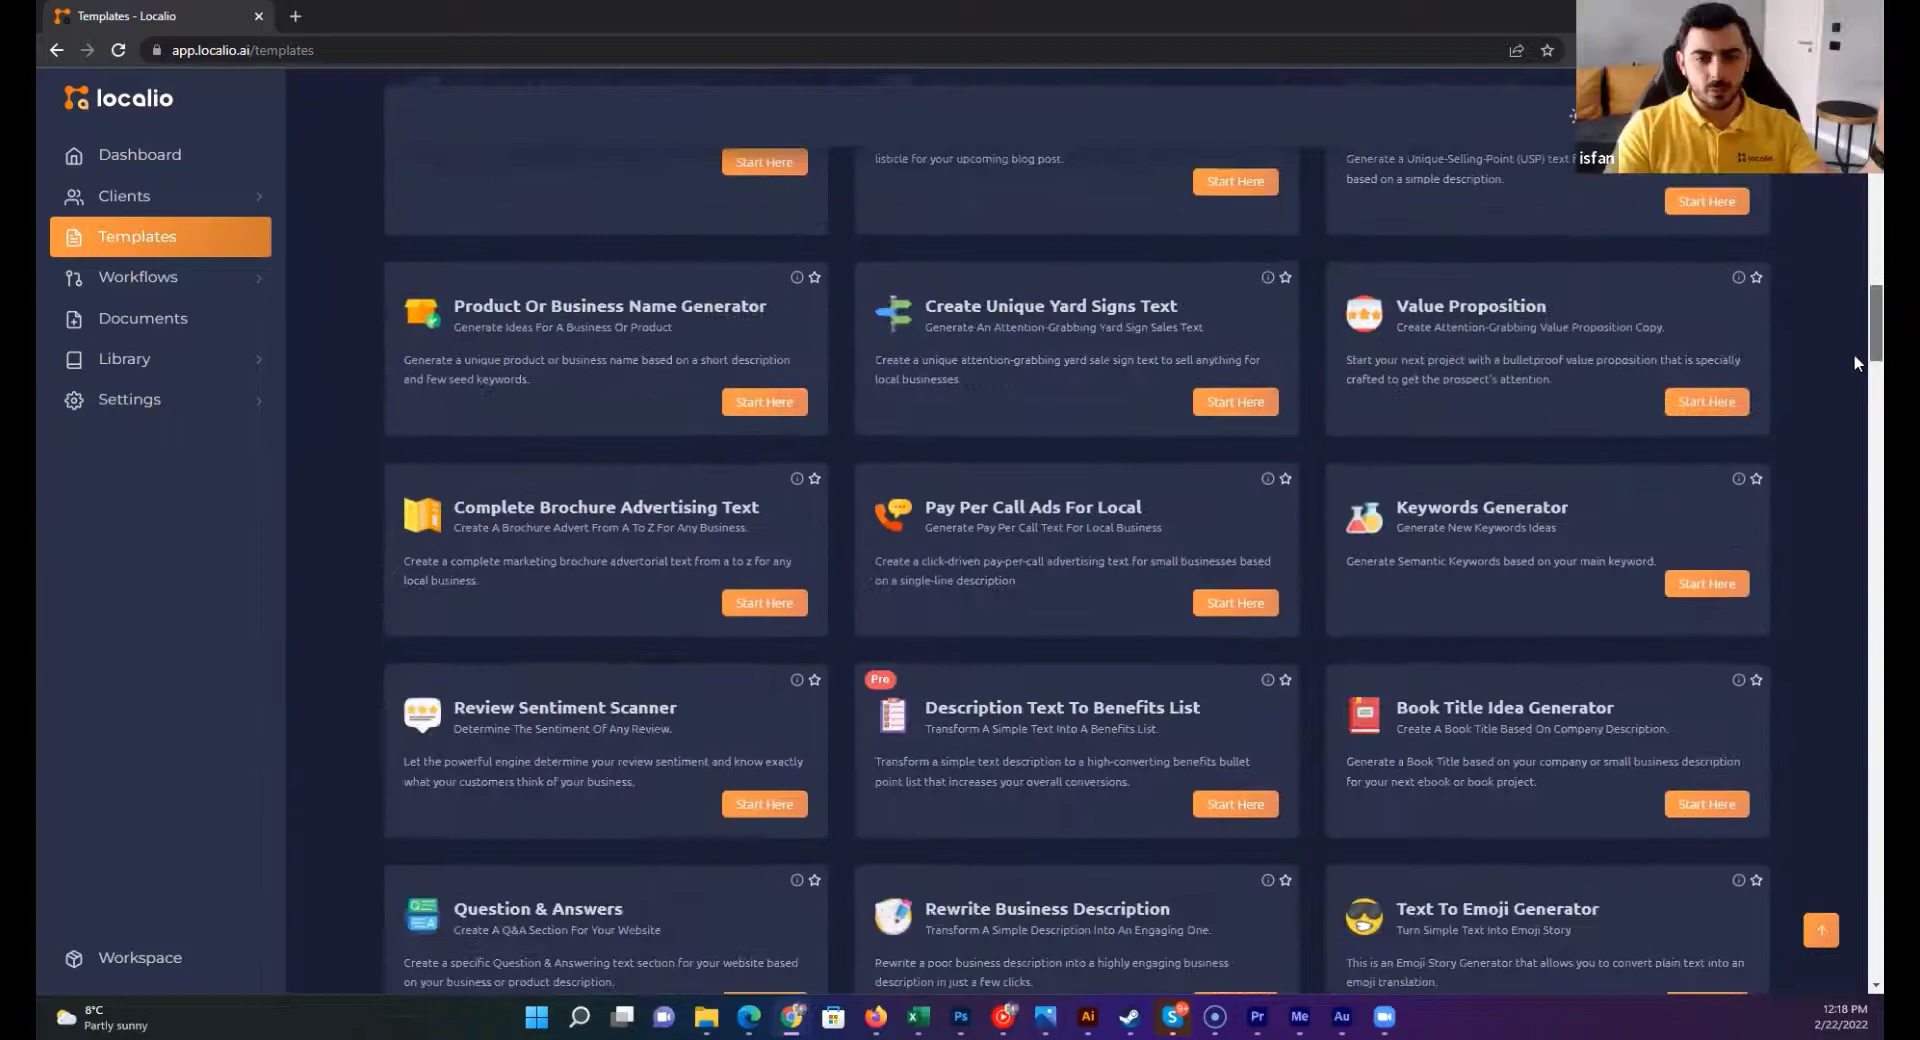 Templates - Localio
app.localio.ai/templates
localio
Dashboard
Clients
Templates
Workflows
Documents
Library
Settings
Workspace
isfan
localio
Start Here
listicle for your upcoming blog post.
Start Here
Generate a Unique-Selling-Point (USP) text
based on a simple description.
Start Here
Product Or Business Name Generator
Generate Ideas For A Business Or Product
Generate a unique product or business name based on a short description
and few seed keywords.
Start Here
Create Unique Yard Signs Text
Generate An Attention-Grabbing Yard Sign Sales Text
Create a unique attention-grabbing yard sale sign text to sell anything for
local businesses
Start Here
Value Proposition
Create Attention-Grabbing Value Proposition Copy.
Start your next project with a bulletproof value proposition that is specially
crafted to get the prospect's attention.
Start Here
Complete Brochure Advertising Text
Create A Brochure Advert From A To Z For Any Business.
Create a complete marketing brochure advertorial text from a to z for any
local business.
Start Here
Pay Per Call Ads For Local
Generate Pay Per Call Text For Local Business
Create a click-driven pay-per-call advertising text for small businesses based
on a single-line description
Start Here
Keywords Generator
Generate New Keywords Ideas
Generate Semantic Keywords based on your main keyword.
Start Here
Review Sentiment Scanner
Determine The Sentiment Of Any Review.
Let the powerful engine determine your review sentiment and know exactly
what your customers think of your business.
Start Here
Pro
Description Text To Benefits List
Transform A Simple Text Into A Benefits List.
Transform a simple text description to a high-converting benefits bullet
point list that increases your overall conversions.
Start Here
Book Title Idea Generator
Create A Book Title Based On Company Description.
Generate a Book Title based on your company or small business description
for your next ebook or book project.
Start Here
Question & Answers
Create A Q&A Section For Your Website
Create a specific Question & Answering text section for your website based
on your business or product description.
Rewrite Business Description
Transform A Simple Description Into An Engaging One.
Rewrite a poor business description into a highly engaging business
description in just a few clicks.
Text To Emoji Generator
Turn Simple Text Into Emoji Story
This is an Emoji Story Generator that allows you to convert plain text into an
emoji translation.
8°C
Partly sunny
Ps
Ai
S
9+
Pr
Me
Au
12:18 PM
2/22/2022